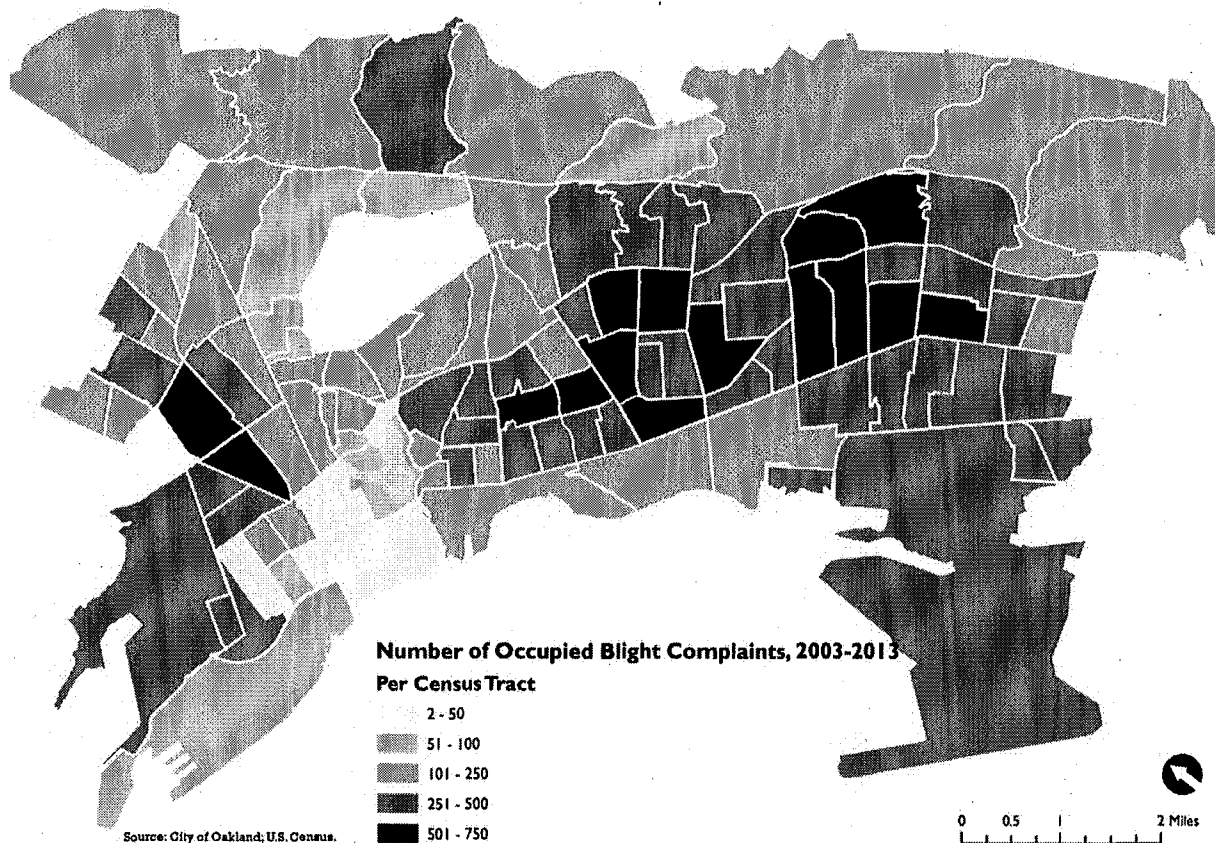 Number of Occupied Blight Complaints, 2003-2013
Per Census Tract
2 - 50
51 - 100
101 - 250
251 - 500
501 - 750
Source: City of Oakland; U.S. Census.
0 0.5 1 2 Miles